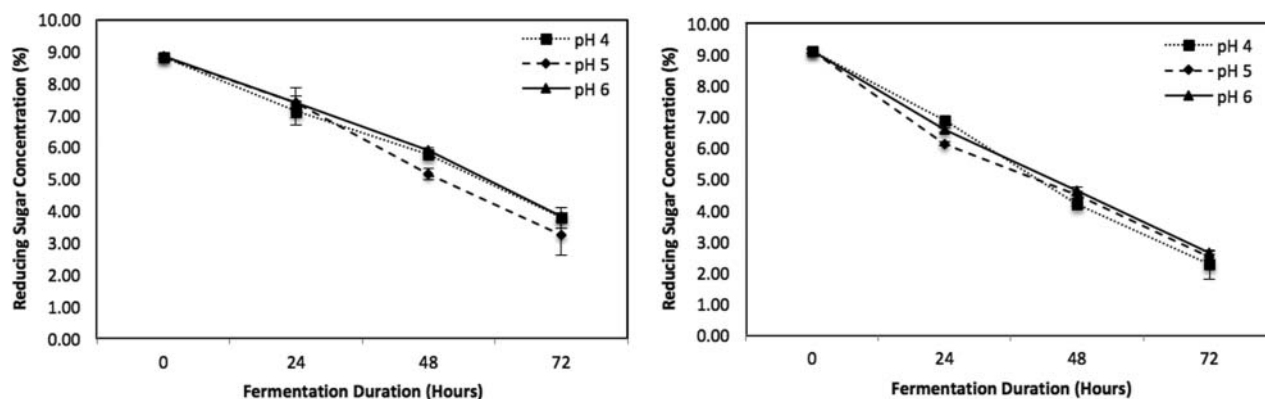 10.00
9.00
8.00
7.00
6.00
5.00
4.00
3.00
2.00
1.00
0.00
Reducing Sugar Concentration (%)
pH 4
pH 5
pH 6
0 24 48 72
Fermentation Duration (Hours)
10.00
9.00
8.00
7.00
6.00
5.00
4.00
3.00
2.00
1.00
0.00
Reducing Sugar Concentration (%)
pH 4
pH 5
pH 6
0 24 48 72
Fermentation Duration (Hours)